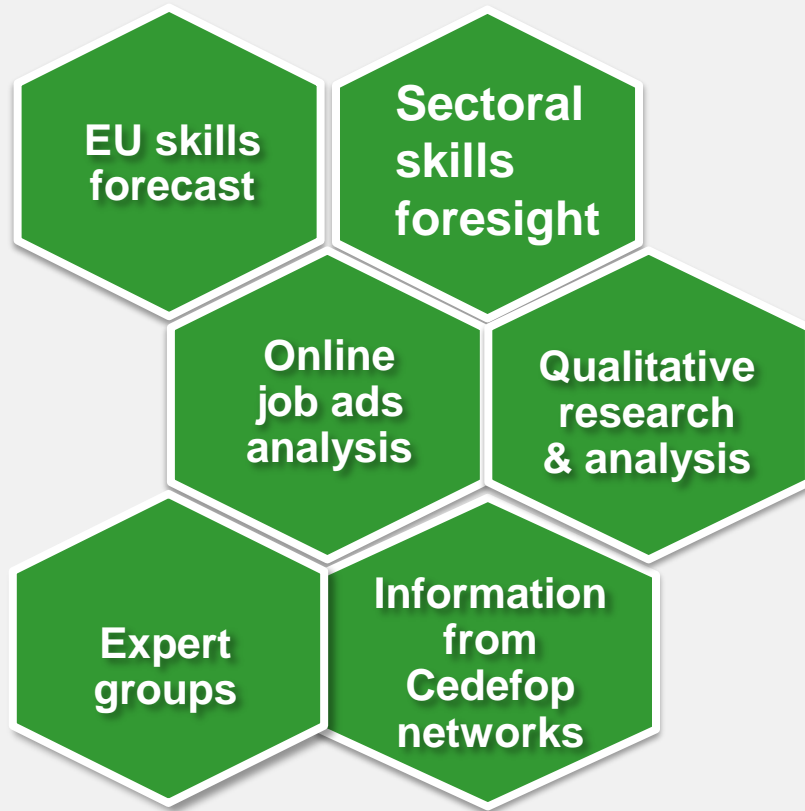 EU skills
forecast
Sectoral
skills
foresight
Online
job ads
analysis
Qualitative
research
& analysis
Expert
groups
Information
from
Cedefop
networks